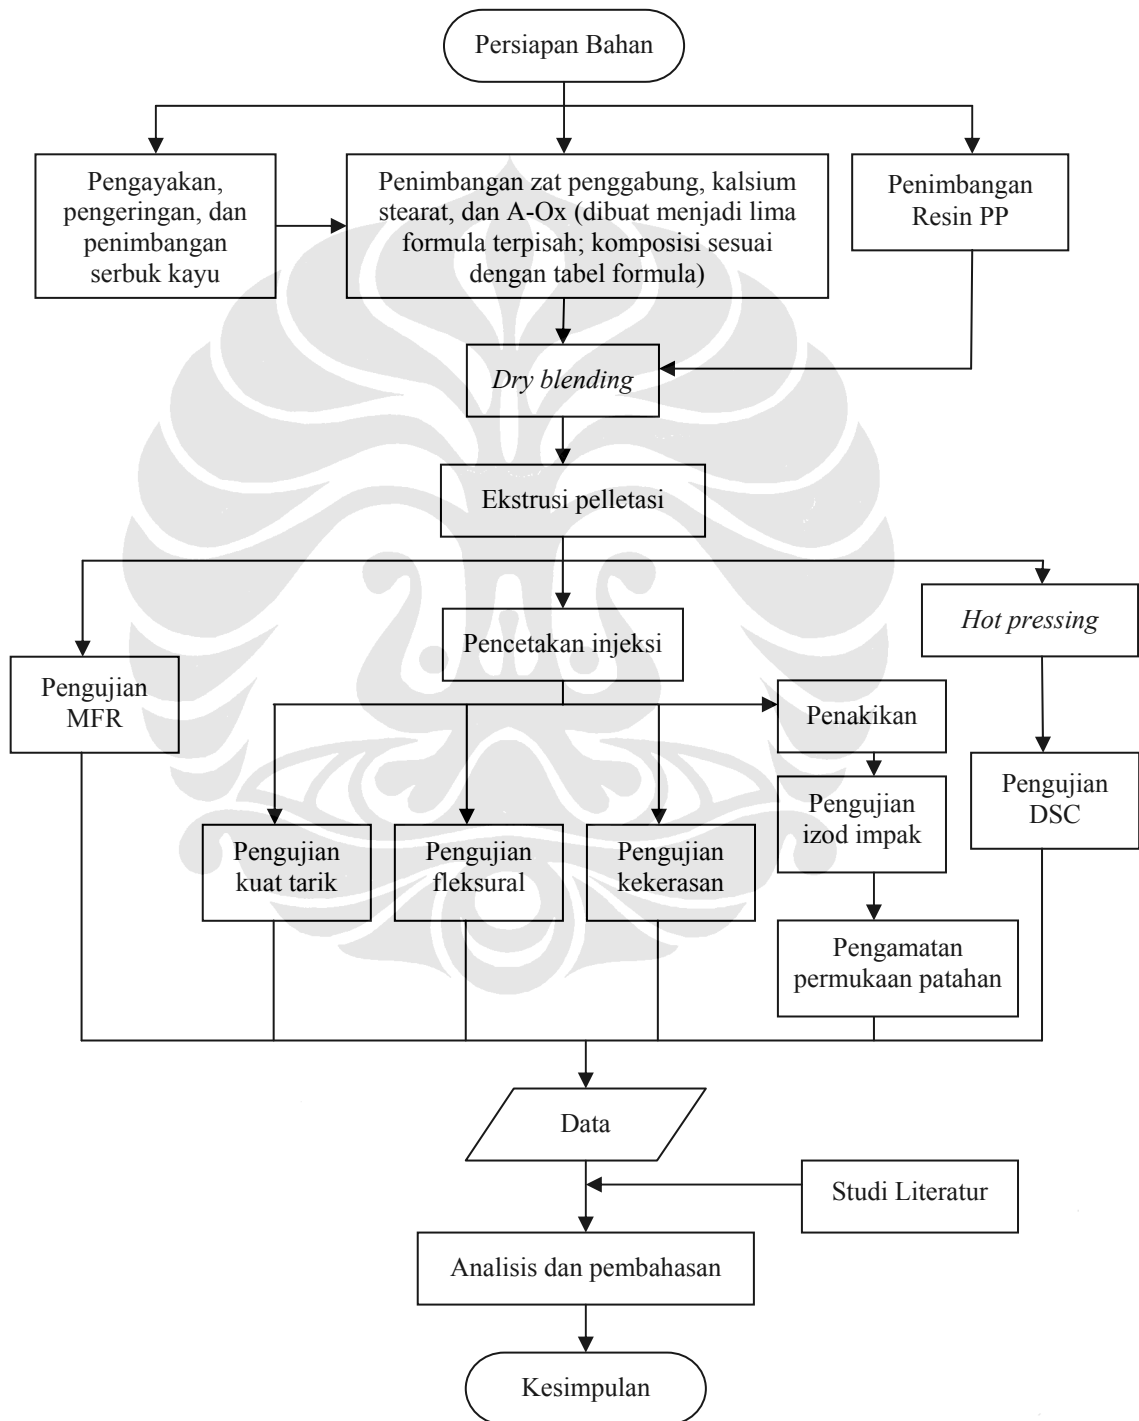 Persiapan Bahan
Pengayakan,
pengeringan, dan
penimbangan
serbuk kayu
Penimbangan zat penggabung, kalsium
stearat, dan A-Ox (dibuat menjadi lima
formula terpisah; komposisi sesuai
dengan tabel formula)
Penimbangan
Resin PP
Dry blending
Ekstrusi pelletasi
Pengujian
MFR
Pencetakan injeksi
Hot pressing
Pengujian
kuat tarik
Pengujian
fleksural
Pengujian
kekerasan
Penakikan
Pengujian
izod impak
Pengamatan
permukaan patahan
Pengujian
DSC
Data
Studi Literatur
Analisis dan pembahasan
Kesimpulan